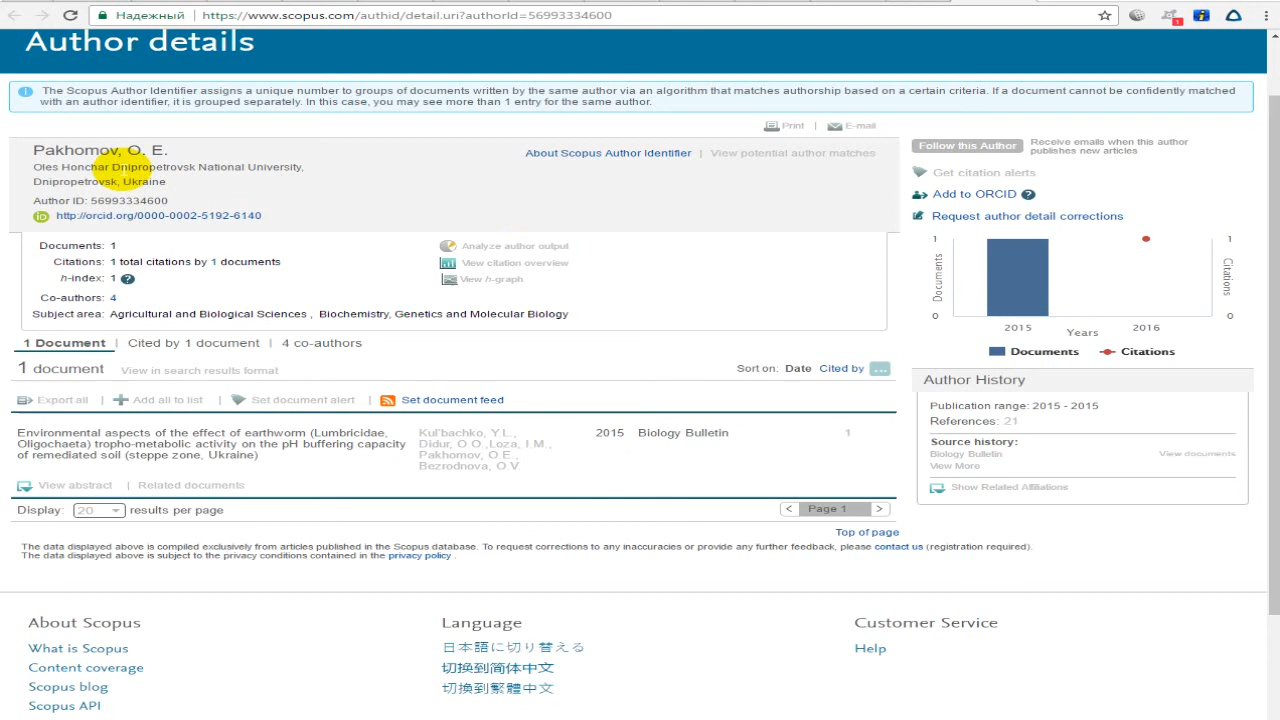 Надежный https://www.scopus.com/authid/detail.uri?authorId=56993334600
Author details
The Scopus Author Identifier assigns a unique number to groups of documents written by the same author via an algorithm that matches authorship based on a certain criteria. If a document cannot be confidently matched
with an author identifier, it is grouped separately. In this case, you may see more than 1 entry for the same author.
Print | E-mail
Pakhomov, O. E.
Oles Honchar Dnipropetrovsk National University,
Dnipropetrovsk, Ukraine
Author ID: 56993334600
http://orcid.org/0000-0002-5192-6140
About Scopus Author Identifier | View potential author matches
Documents: 1
Citations: 1 total citations by 1 documents
h-index: 1
Co-authors: 4
Subject area: Agricultural and Biological Sciences , Biochemistry, Genetics and Molecular Biology
Analyze author output
View citation overview
View h-graph
Follow this Author
Receive emails when this author
publishes new articles
Get citation alerts
Add to ORCID ?
Request author detail corrections
1 1
Documents
Citations
0 0
2015 Years 2016
Documents Citations
1 Document | Cited by 1 document | 4 co-authors
1 document View in search results format
Sort on: Date Cited by ...
Export all | Add all to list | Set document alert | Set document feed
Environmental aspects of the effect of earthworm (Lumbricidae,
Oligochaeta) tropho-metabolic activity on the pH buffering capacity
of remediated soil (steppe zone, Ukraine)
Kul'bachko, Y.L.,
Didur, O.O.,Loza, I.M.,
Pakhomov, O.E.,
Bezrodnova, O.V.
2015 Biology Bulletin 1
View abstract | Related documents
Display: 20 results per page
< Page 1 >
Top of page
Author History
Publication range: 2015 - 2015
References: 21
Source history:
Biology Bulletin View documents
View More
Show Related Affiliations
The data displayed above is compiled exclusively from articles published in the Scopus database. To request corrections to any inaccuracies or provide any further feedback, please contact us (registration required).
The data displayed above is subject to the privacy conditions contained in the privacy policy .
About Scopus
What is Scopus
Content coverage
Scopus blog
Scopus API
Language
日本語に切り替える
切换到简体中文
切換到繁體中文
Customer Service
Help